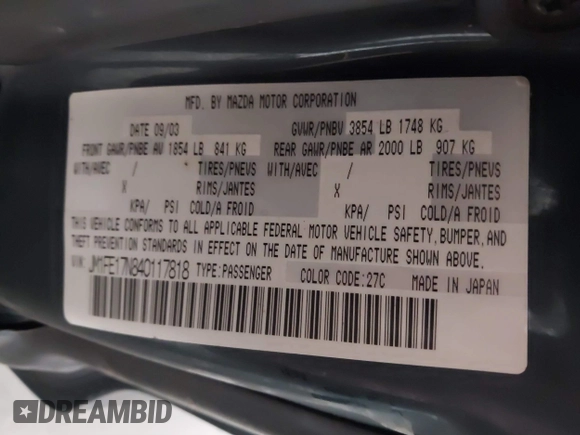 MFD. BY MAZDA MOTOR CORPORATION
DATE 09/03 GVWR/PNBV 3854 LB 1748 KG
FRONT GAWR/PNBE AV 1854 LB 841 KG REAR GAWR/PNBE AR 2000 LB 907 KG
WITH/AVEC / TIRES/PNEVS WITH/AVEC / TIRES/PNEVS
X RIMS/JANTES X RIMS/JANTES
KPA/ PSI COLD/A FROID KPA/ PSI COLD/A FROID
THIS VEHICLE CONFORMS TO ALL APPLICABLE FEDERAL MOTOR VEHICLE SAFETY, BUMPER, AND
THEFT PREVENTION STANDARDS IN EFFECT ON THE DATE OF MANUFACTURE SHOWN ABOVE.
VIN: JM1FE17N840117818 TYPE:PASSENGER COLOR CODE:27C MADE IN JAPAN
DREAMBID